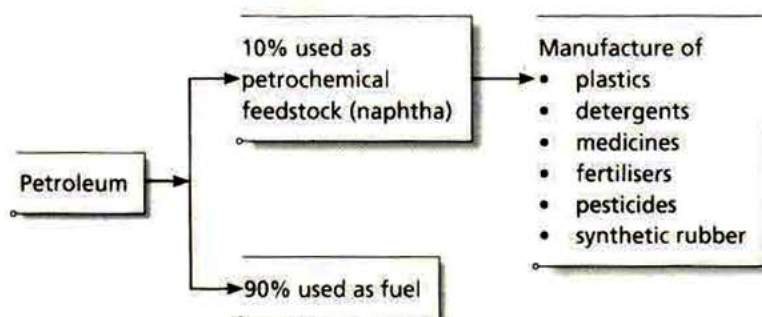 10% used as
petrochemical
feedstock (naphtha)
Manufacture of
• plastics
• detergents
• medicines
• fertilisers
• pesticides
• synthetic rubber
Petroleum
90% used as fuel